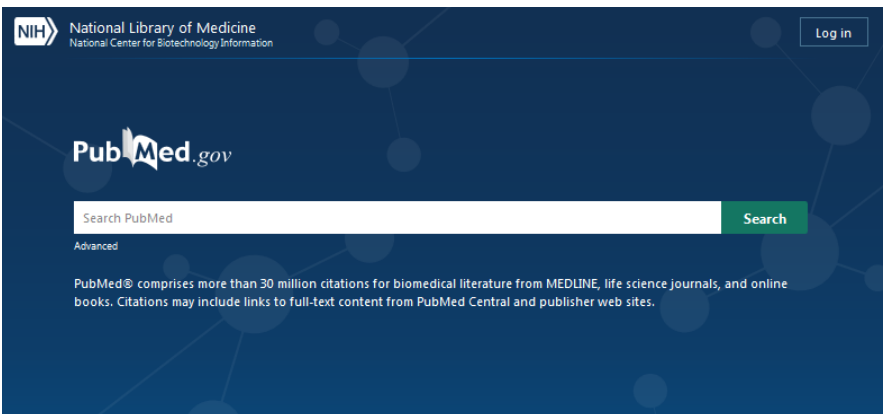 NIH
National Library of Medicine
National Center for Biotechnology Information
Log in
PubMed.gov
Search PubMed
Search
Advanced
PubMed® comprises more than 30 million citations for biomedical literature from MEDLINE, life science journals, and online
books. Citations may include links to full-text content from PubMed Central and publisher web sites.